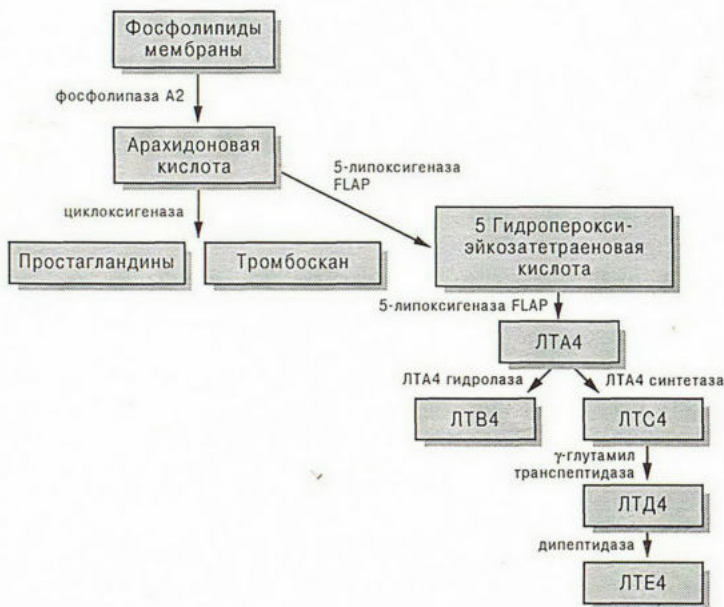 Фосфолипиды
мембраны
фосфолипаза А2
Арахидоновая
кислота
5-липоксигеназа
FLAP
циклоксигеназа
Простагландины
Тромбоскан
5 Гидроперокси-
эйкозатетраеновая
кислота
5-липоксигеназа FLAP
ЛТА4
ЛТА4 гидролаза
ЛТА4 синтетаза
ЛТВ4
ЛТС4
γ-глутамил
транспептидаза
ЛТД4
дипептидаза
ЛТЕ4